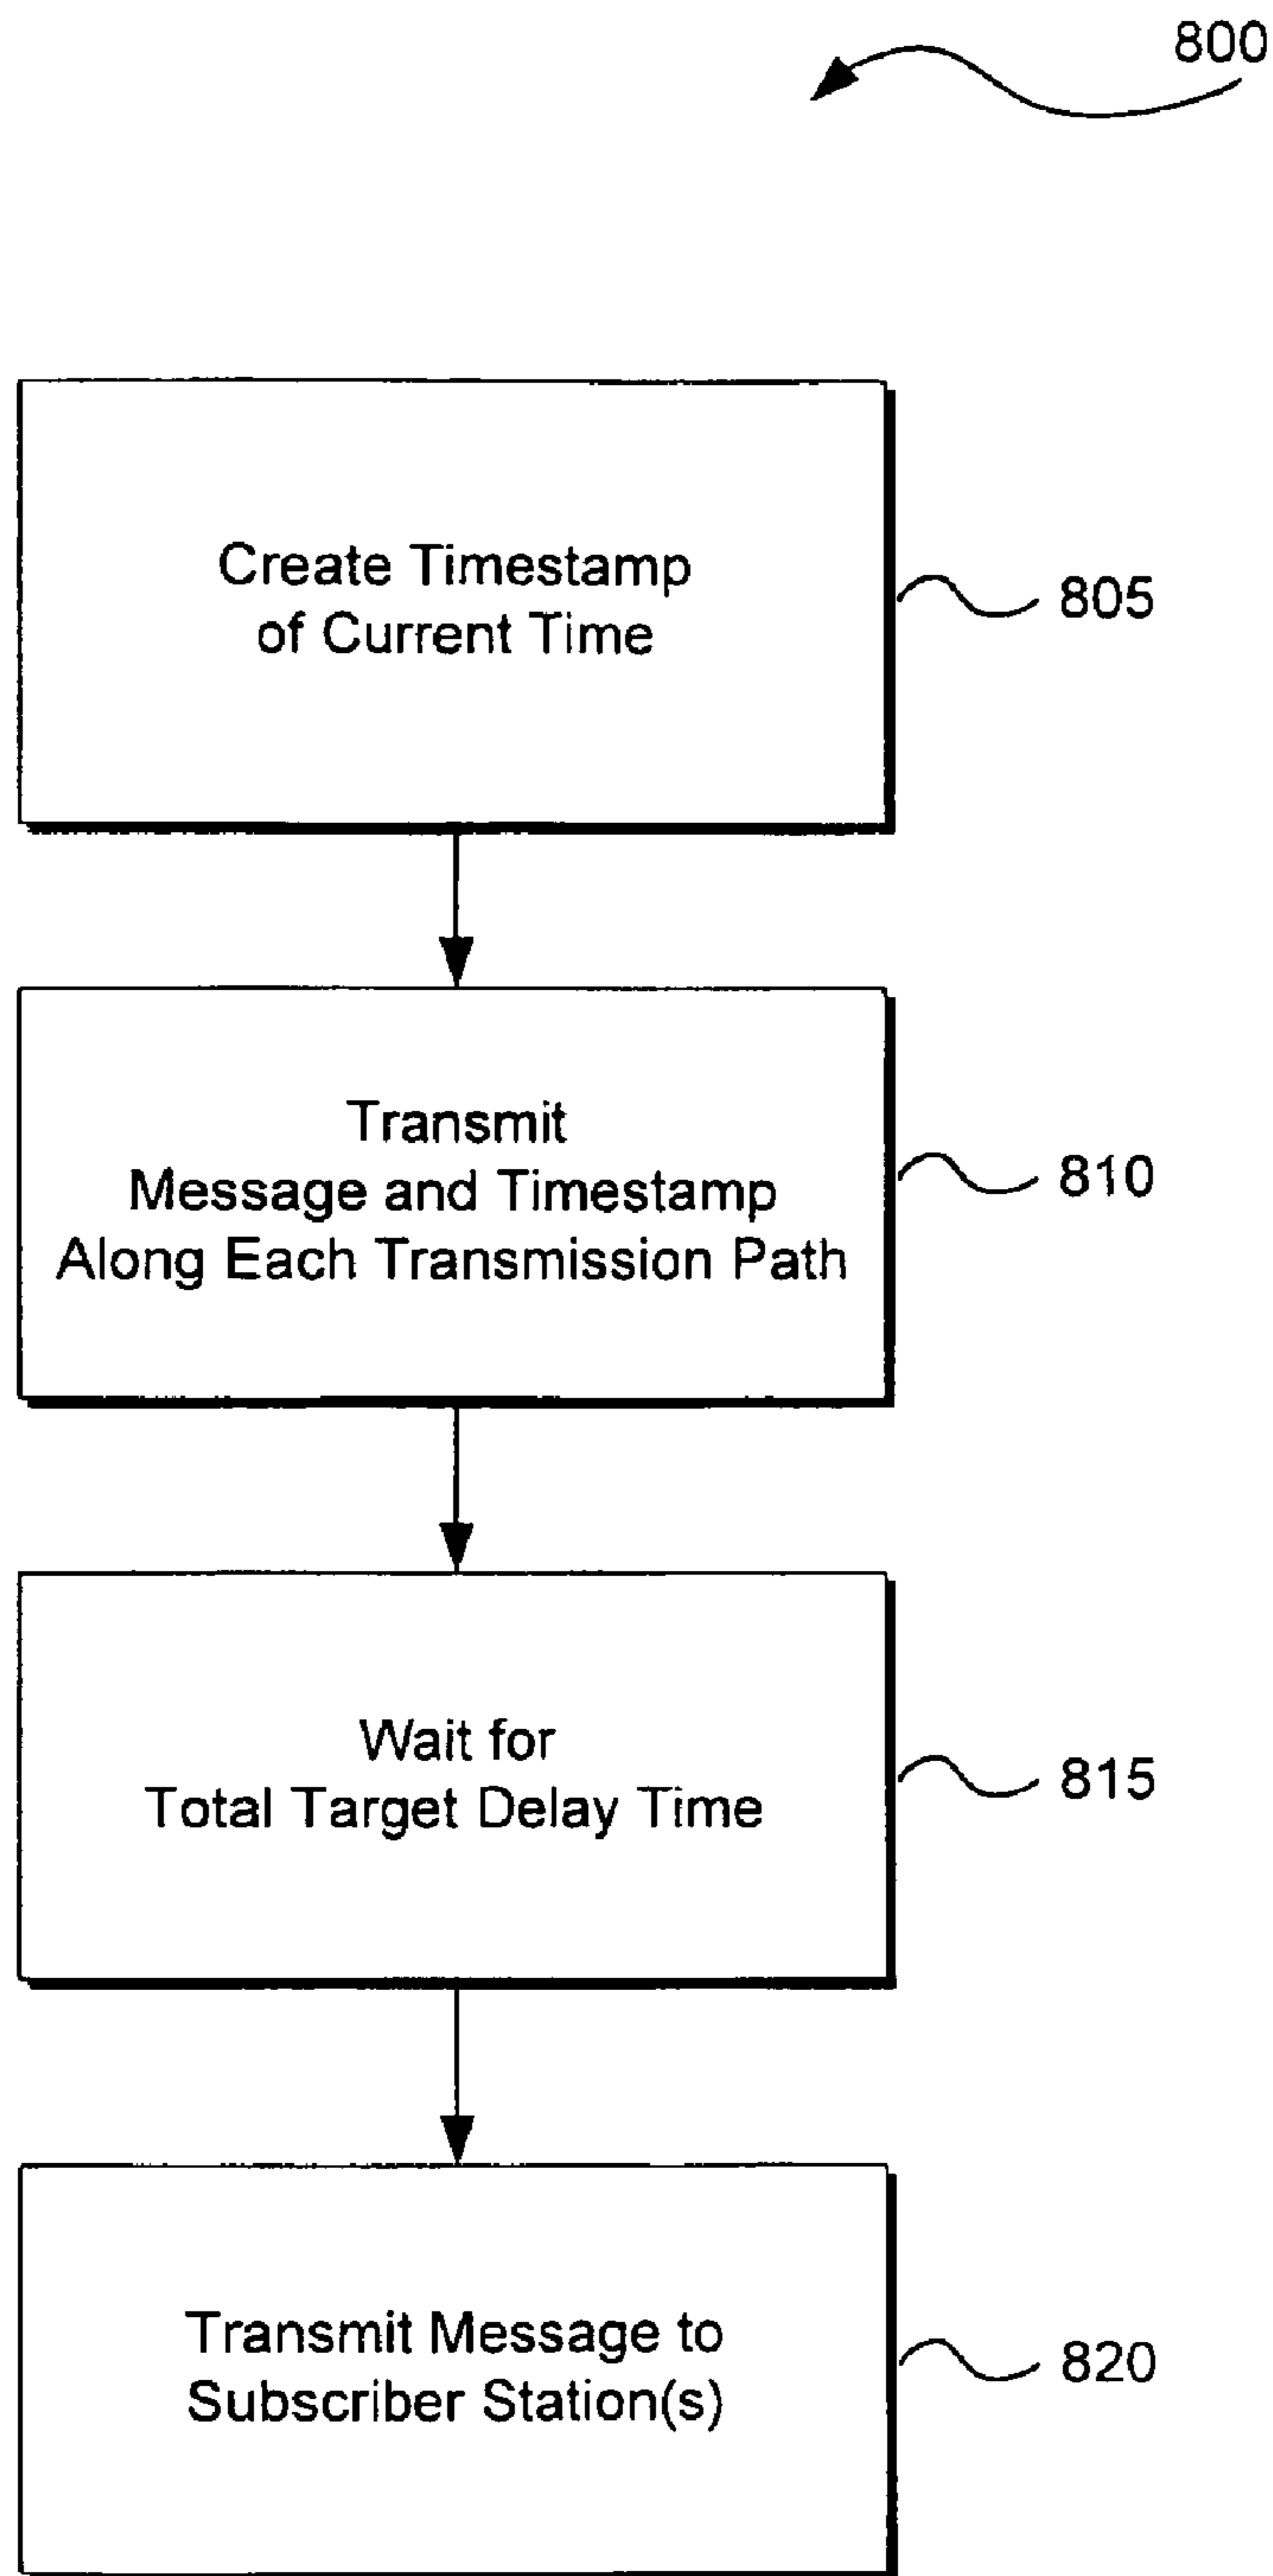 800
Create Timestamp
of Current Time
805
Transmit
Message and Timestamp
Along Each Transmission Path
810
Wait for
Total Target Delay Time
815
Transmit Message to
Subscriber Station(s)
820